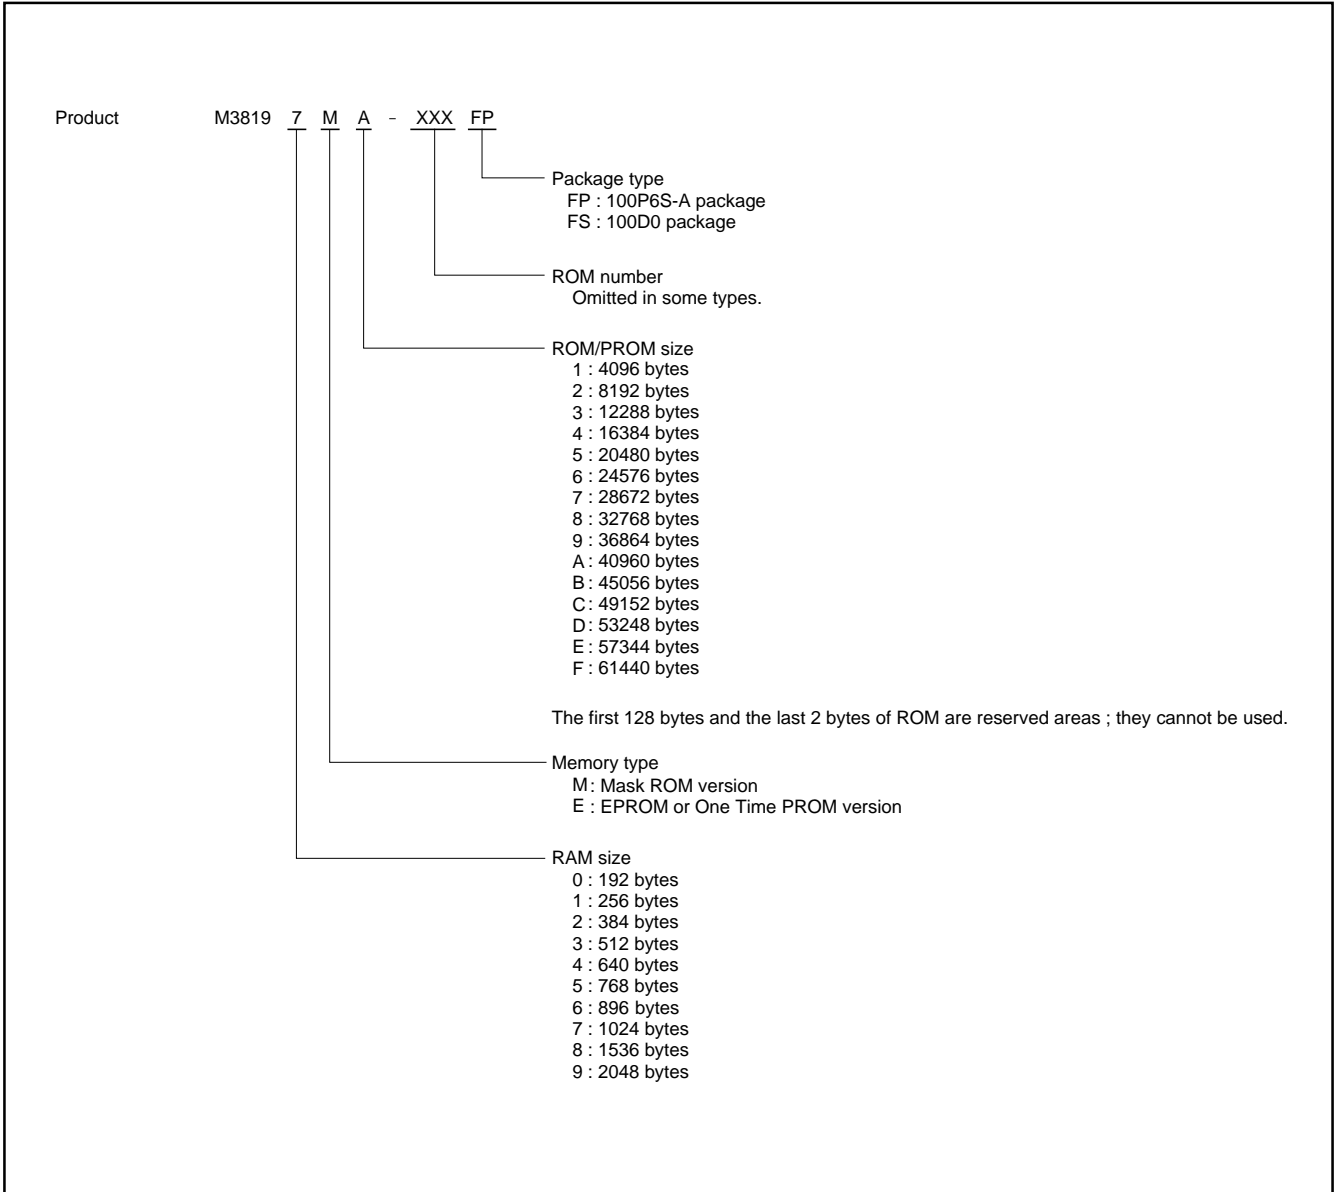 Product M3819 7 M A - XXX FP
Package type
FP : 100P6S-A package
FS : 100D0 package
ROM number
Omitted in some types.
ROM/PROM size
1 : 4096 bytes
2 : 8192 bytes
3 : 12288 bytes
4 : 16384 bytes
5 : 20480 bytes
6 : 24576 bytes
7 : 28672 bytes
8 : 32768 bytes
9 : 36864 bytes
A : 40960 bytes
B : 45056 bytes
C : 49152 bytes
D : 53248 bytes
E : 57344 bytes
F : 61440 bytes
The first 128 bytes and the last 2 bytes of ROM are reserved areas ; they cannot be used.
Memory type
M : Mask ROM version
E : EPROM or One Time PROM version
RAM size
0 : 192 bytes
1 : 256 bytes
2 : 384 bytes
3 : 512 bytes
4 : 640 bytes
5 : 768 bytes
6 : 896 bytes
7 : 1024 bytes
8 : 1536 bytes
9 : 2048 bytes